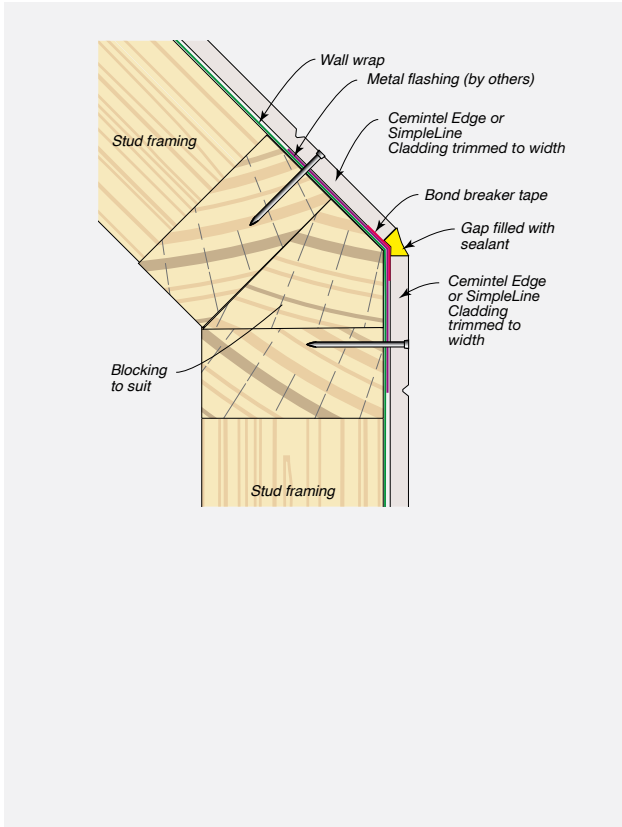 Wall wrap
Metal flashing (by others)
Stud framing
Cemintel Edge or
SimpleLine
Cladding trimmed to width
Bond breaker tape
Gap filled with
sealant
Cemintel Edge
or SimpleLine
Cladding
trimmed to
width
Blocking
to suit
Stud framing